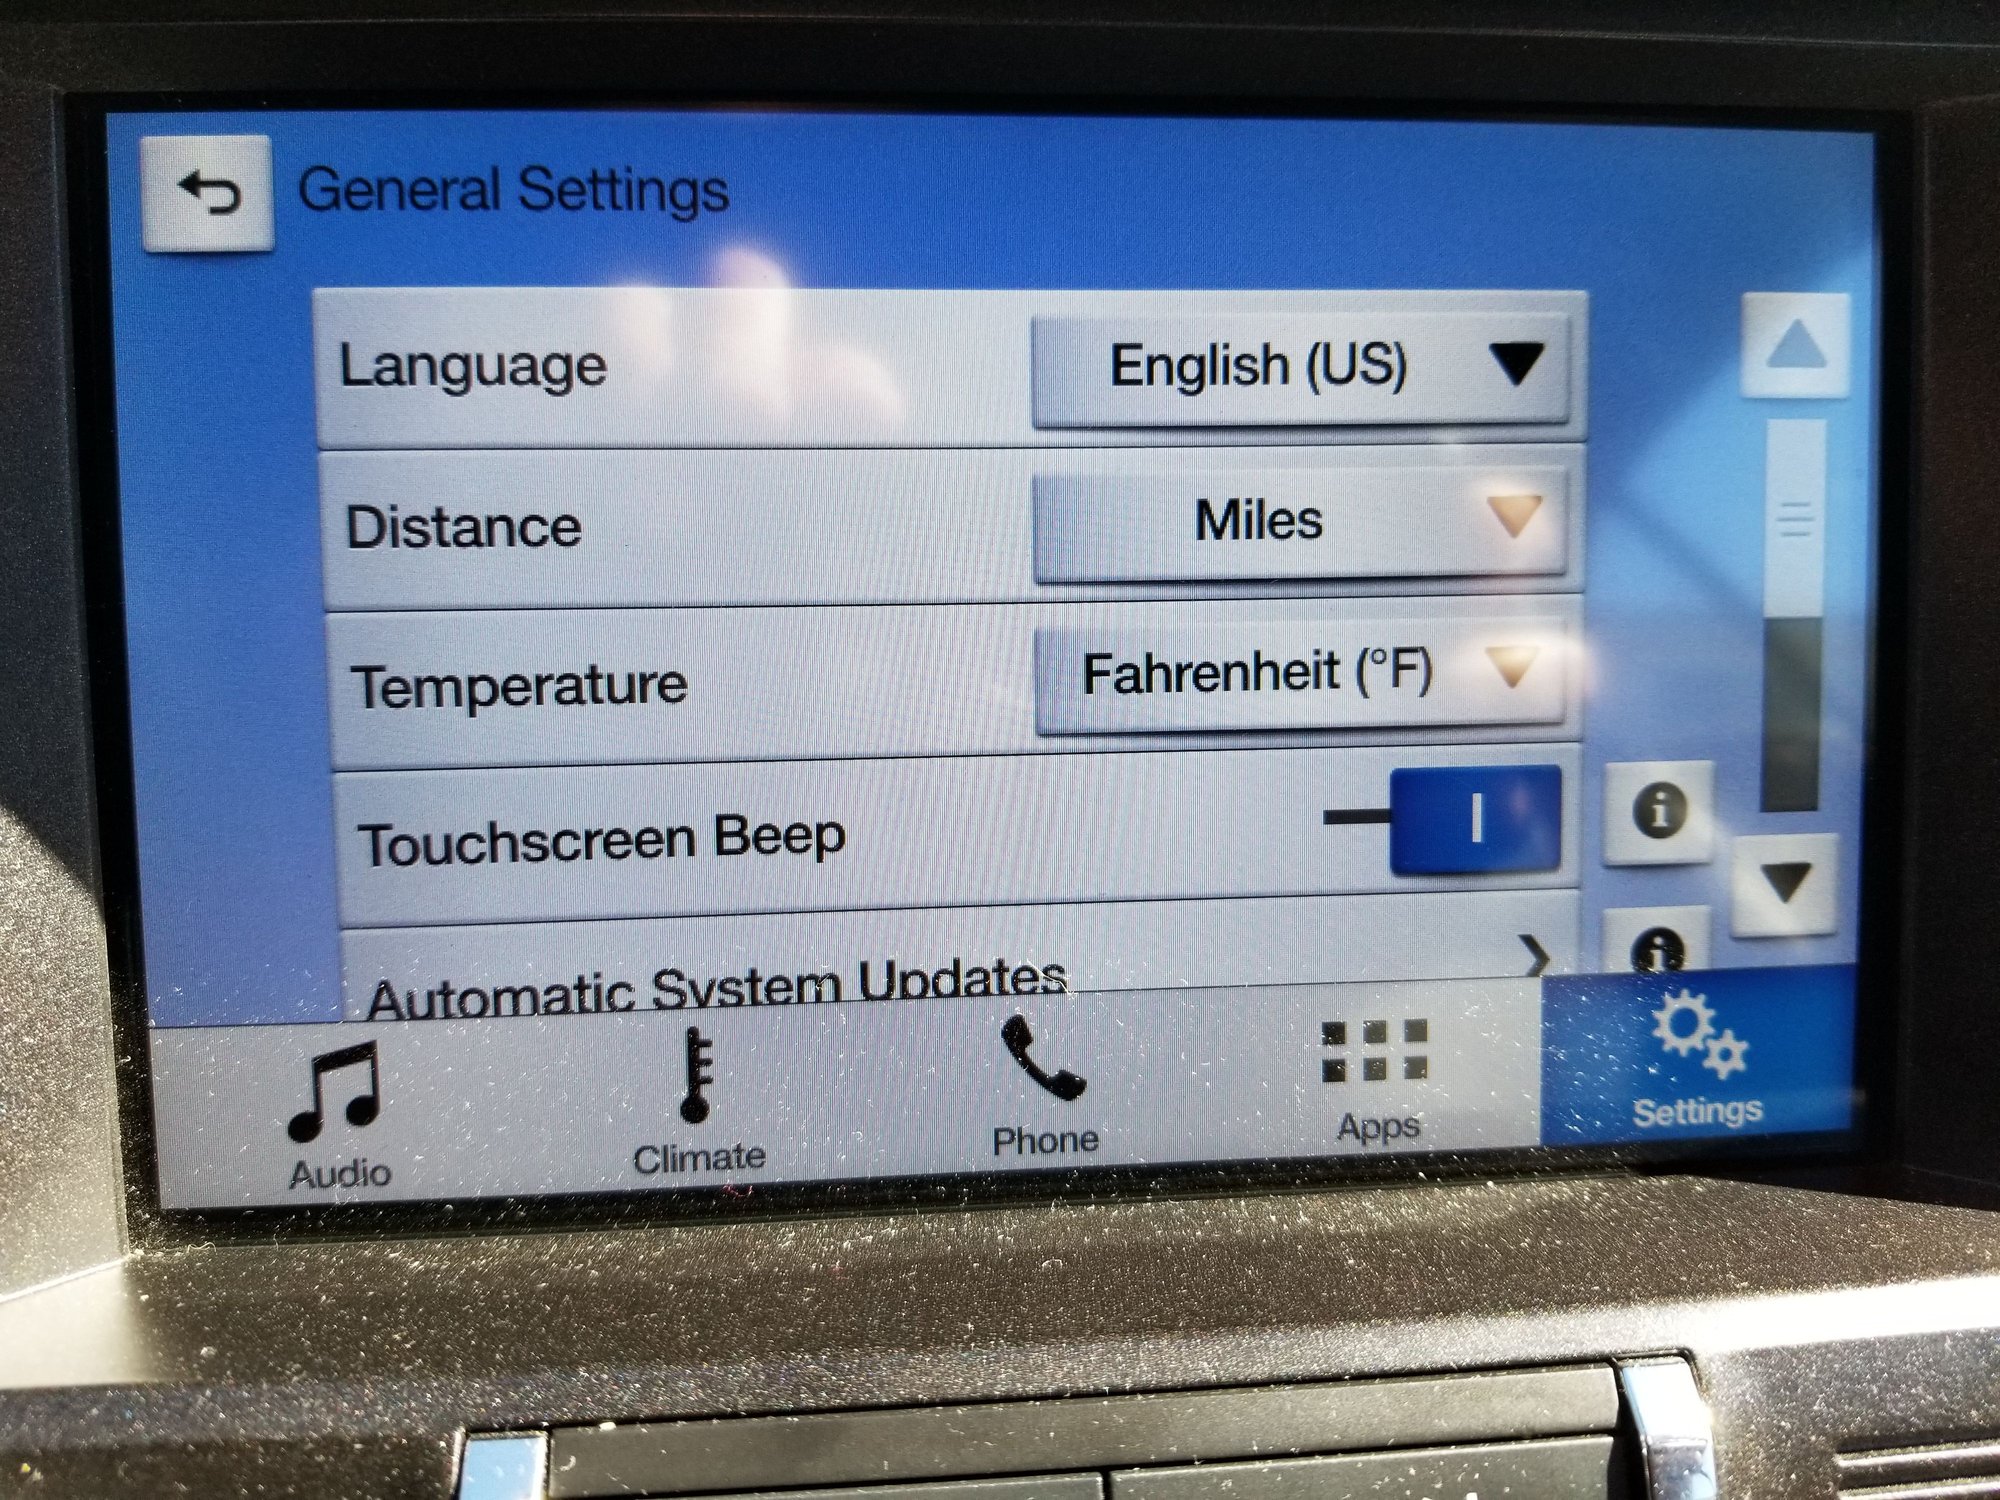 General Settings
Language
English (US)
Distance
Miles
Temperature
Fahrenheit (°F)
Touchscreen Beep
Automatic System Updates
Audio
Climate
Phone
Apps
Settings